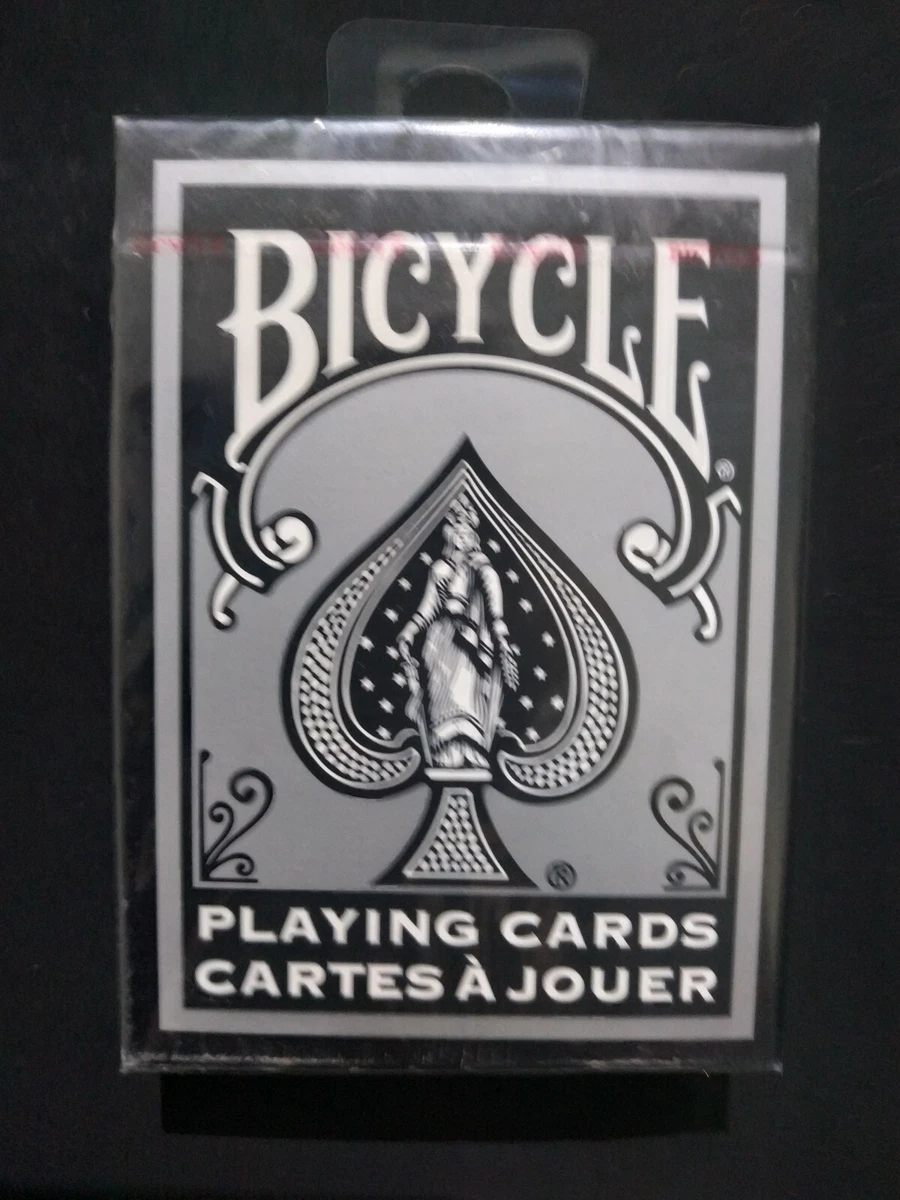 BICYCLE ®
®
PLAYING CARDS
CARTES À JOUER